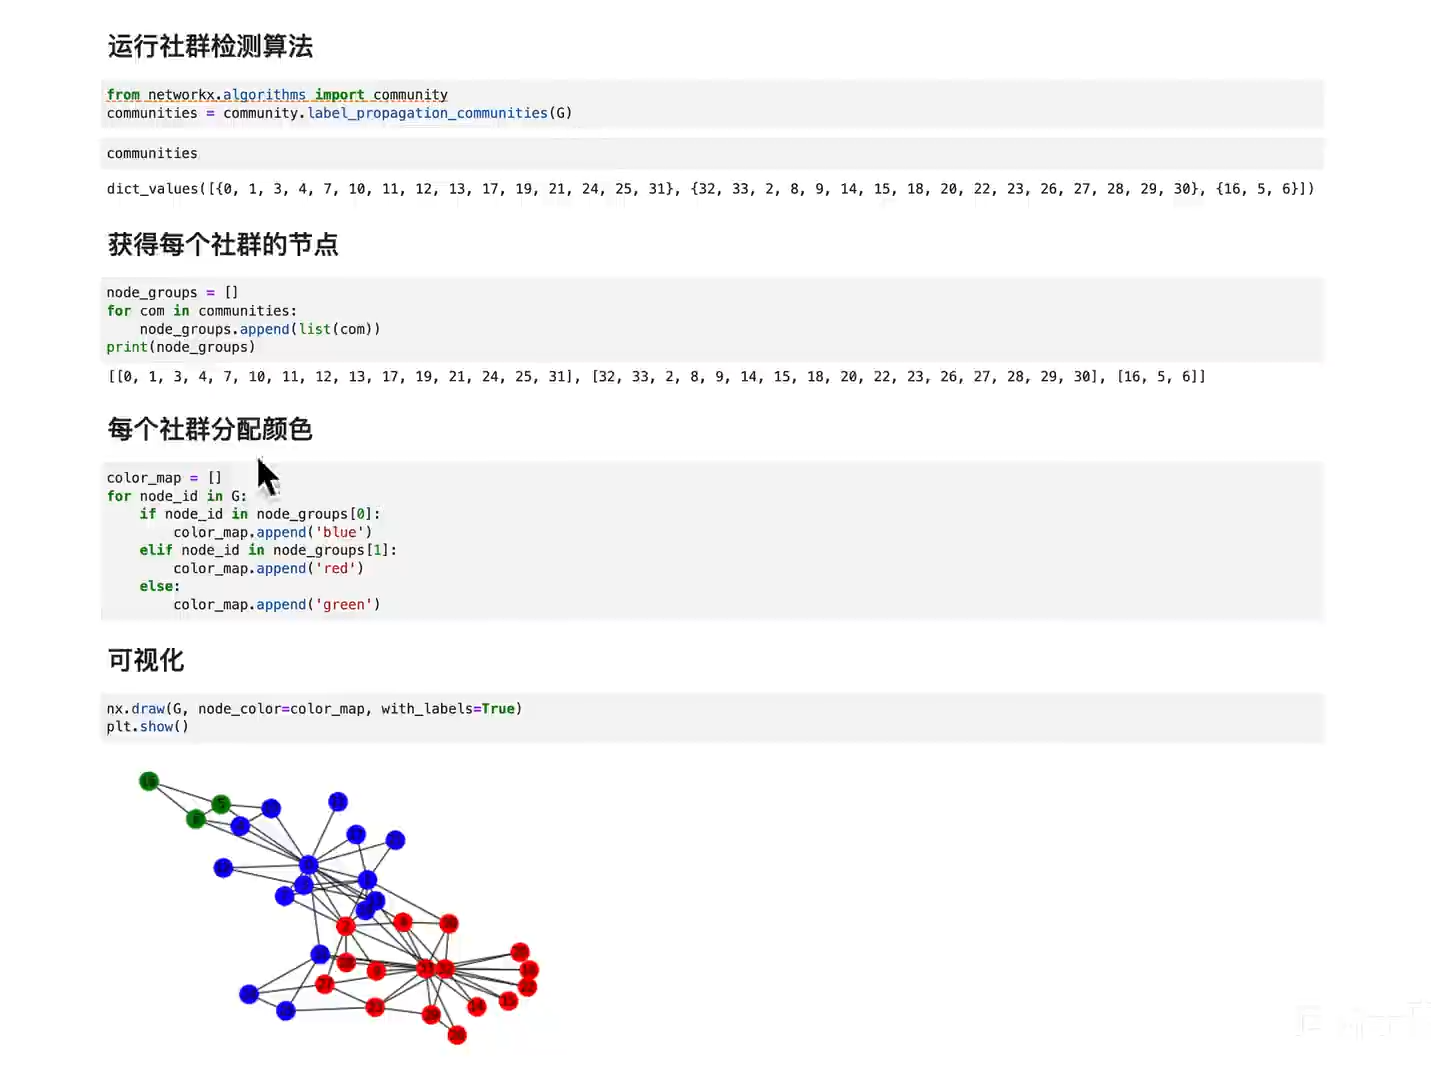 运行社群检测算法
from networkx.algorithms import community
communities = community.label_propagation_communities(G)
communities
dict_values([{0, 1, 3, 4, 7, 10, 11, 12, 13, 17, 19, 21, 24, 25, 31}, {32, 33, 2, 8, 9, 14, 15, 18, 20, 22, 23, 26, 27, 28, 29, 30}, {16, 5, 6}])
获得每个社群的节点
node_groups = []
for com in communities:
    node_groups.append(list(com))
print(node_groups)
[[0, 1, 3, 4, 7, 10, 11, 12, 13, 17, 19, 21, 24, 25, 31], [32, 33, 2, 8, 9, 14, 15, 18, 20, 22, 23, 26, 27, 28, 29, 30], [16, 5, 6]]
每个社群分配颜色
color_map = []
for node_id in G:
    if node_id in node_groups[0]:
        color_map.append('blue')
    elif node_id in node_groups[1]:
        color_map.append('red')
    else:
        color_map.append('green')
可视化
nx.draw(G, node_color=color_map, with_labels=True)
plt.show()